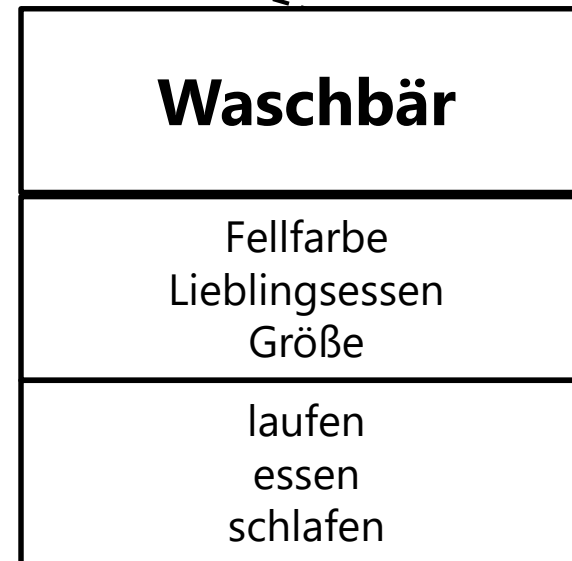 Waschbär
Fellfarbe
Lieblingsessen
Größe
laufen
essen
schlafen